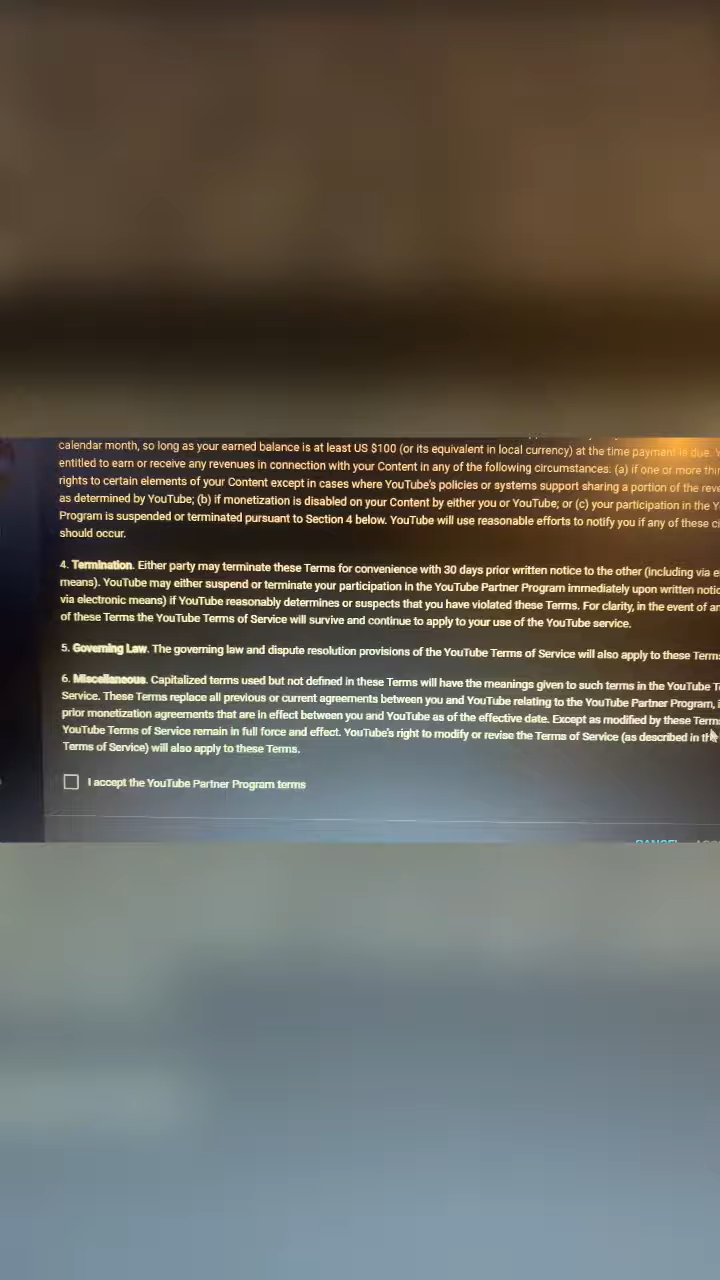 calendar month, so long as your earned balance is at least US $100 (or its equivalent in local currency) at the time payment is due.
entitled to earn or receive any revenues in connection with your Content in any of the following circumstances: (a) if one or more
rights to certain elements of your Content except in cases where YouTube's policies or systems support sharing a portion of the
as determined by YouTube; (b) if monetization is disabled on your Content by either you or YouTube; or (c) your participation in the
Program is suspended or terminated pursuant to Section 4 below. YouTube will use reasonable efforts to notify you if any of these
should occur.
4. Termination. Either party may terminate these Terms for convenience with 30 days prior written notice to the other (including via
means). YouTube may either suspend or terminate your participation in the YouTube Partner Program immediately upon written
via electronic means) if YouTube reasonably determines or suspects that you have violated these Terms. For clarity, in the event of
of these Terms the YouTube Terms of Service will survive and continue to apply to your use of the YouTube service.
5. Governing Law. The governing law and dispute resolution provisions of the YouTube Terms of Service will also apply to these Terms
6. Miscellaneous. Capitalized terms used but not defined in these Terms will have the meanings given to such terms in the YouTube
Service. These Terms replace all previous or current agreements between you and YouTube relating to the YouTube Partner Program,
prior monetization agreements that are in effect between you and YouTube as of the effective date. Except as modified by these Terms
YouTube Terms of Service remain in full force and effect. YouTube's right to modify or revise the Terms of Service (as described in the
Terms of Service) will also apply to these Terms.
I accept the YouTube Partner Program terms
CANCEL